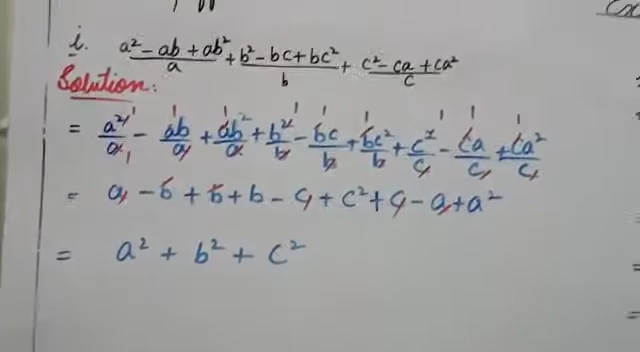 i. (a² - ab + ab²)/a + (b² - bc + bc²)/b + (c² - ca + ca²)/c
Solution:
= a²/a - ab/a + ab²/a + b²/b - bc/b + bc²/b + c²/c - ca/c + ca²/c
= a - b + b + b - c + c² + c - a + a²
= a² + b² + c²